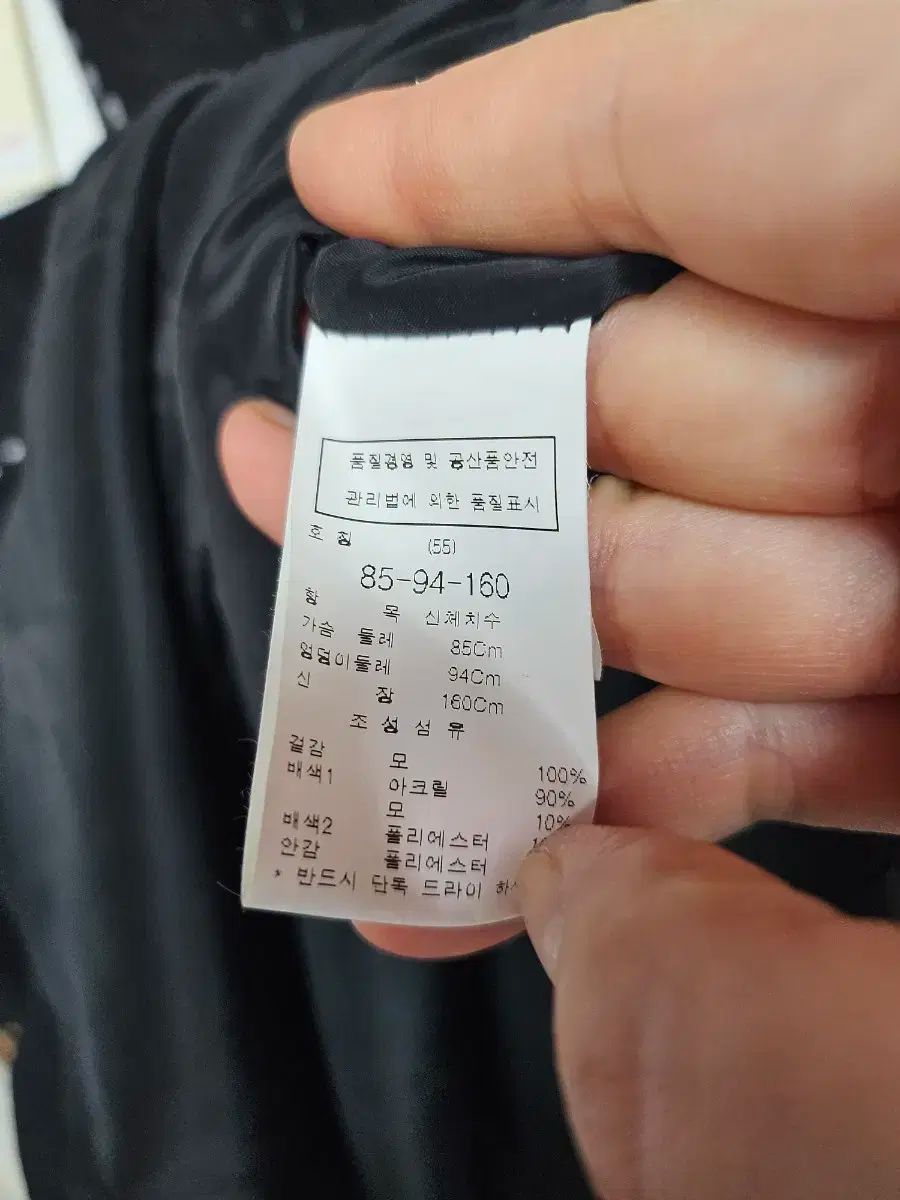 품질경영 및 공산품안전
관리법에 의한 품질표시
호 칭 (55)
85-94-160
항 목 신체치수
가슴 둘레 85Cm
엉덩이둘레 94Cm
신 장 160Cm
조 성 섬 유
겉감 모 100%
배색1 아크릴 90%
모 10%
배색2 폴리에스터
안감 폴리에스터
* 반드시 단독 드라이